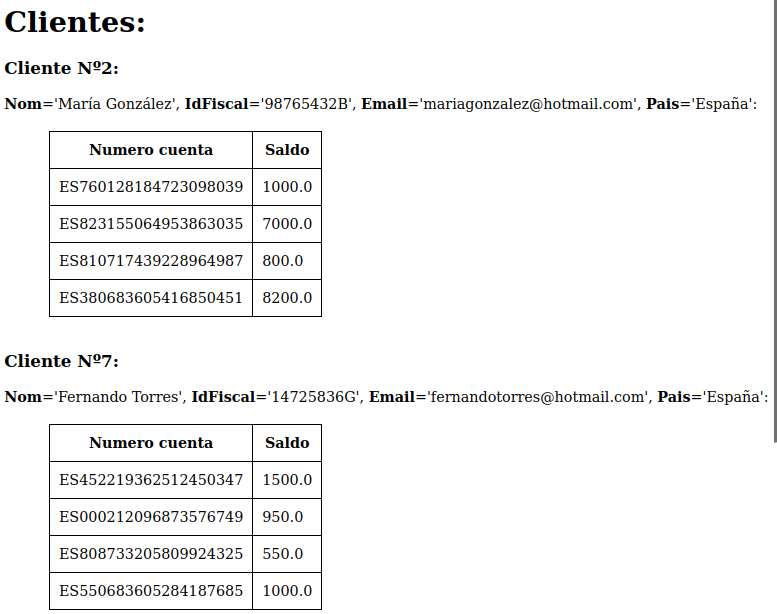 Clientes:
Cliente Nº2:
Nom='María González', IdFiscal='98765432B', Email='mariagonzalez@hotmail.com', Pais='España':
Numero cuenta Saldo
ES760128184723098039 1000.0
ES823155064953863035 7000.0
ES810717439228964987 800.0
ES380683605416850451 8200.0
Cliente Nº7:
Nom='Fernando Torres', IdFiscal='14725836G', Email='fernandotorres@hotmail.com', Pais='España':
Numero cuenta Saldo
ES452219362512450347 1500.0
ES000212096873576749 950.0
ES808733205809924325 550.0
ES550683605284187685 1000.0